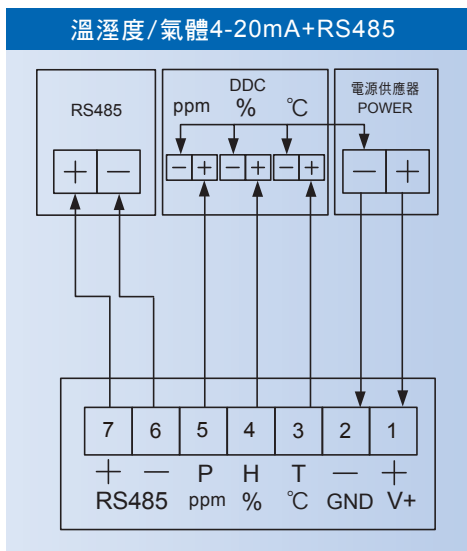 溫溼度/氣體4-20mA+RS485
RS485
DDC
ppm % ℃
電源供應器
POWER
+ −
− + − + − +
− +
7 6 5 4 3 2 1
+ − P H T − +
RS485 ppm % ℃ GND V+